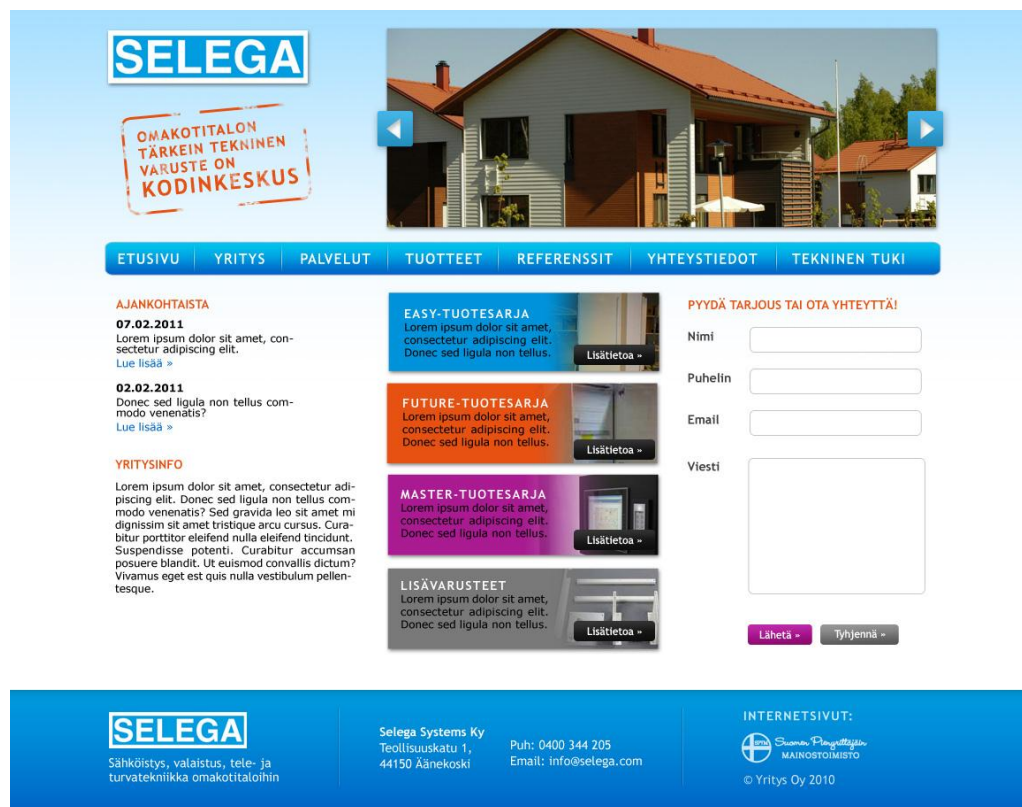 SELEGA
OMAKOTITALON
TÄRKEIN TEKNINEN
VARUSTE ON
KODINKESKUS
ETUSIVU YRITYS PALVELUT TUOTTEET REFERENSSIT YHTEYSTIEDOT TEKNINEN TUKI
AJANKOHTAISTA
07.02.2011
Lorem ipsum dolor sit amet, con-
sectetur adipiscing elit.
Lue lisää »
02.02.2011
Donec sed ligula non tellus com-
modo venenatis?
Lue lisää »
YRITYSINFO
Lorem ipsum dolor sit amet, consectetur adi-
piscing elit. Donec sed ligula non tellus com-
modo venenatis? Sed gravida leo sit amet mi
dignissim sit amet tristique arcu cursus. Cura-
bitur porttitor eleifend nulla eleifend tincidunt.
Suspendisse potenti. Curabitur accumsan
posuere blandit. Ut euismod convallis dictum?
Vivamus eget est quis nulla vestibulum pellen-
tesque.
EASY-TUOTESARJA
Lorem ipsum dolor sit amet,
consectetur adipiscing elit.
Donec sed ligula non tellus.
Lisätietoa »
FUTURE-TUOTESARJA
Lorem ipsum dolor sit amet,
consectetur adipiscing elit.
Donec sed ligula non tellus.
Lisätietoa »
MASTER-TUOTESARJA
Lorem ipsum dolor sit amet,
consectetur adipiscing elit.
Donec sed ligula non tellus.
Lisätietoa »
LISÄVARUSTEET
Lorem ipsum dolor sit amet,
consectetur adipiscing elit.
Donec sed ligula non tellus.
Lisätietoa »
PYYDÄ TARJOUS TAI OTA YHTEYTTÄ!
Nimi
Puhelin
Email
Viesti
Lähetä » Tyhjennä »
SELEGA
Sähköistys, valaistus, tele- ja
turvatekniikka omakotitaloihin
Selega Systems Ky
Teollisuuskatu 1,
44150 Äänekoski
Puh: 0400 344 205
Email: info@selega.com
INTERNETSIVUT:
Suomen Pienyrittäjäin
MAINOSTOIMISTO
© Yritys Oy 2010